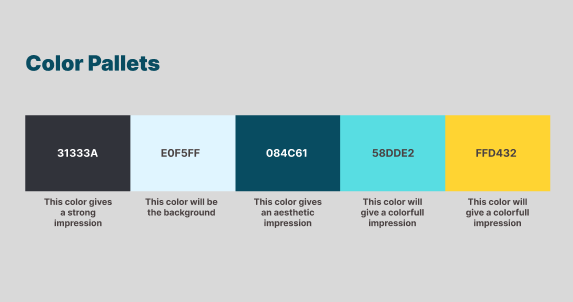 Color Pallets
31333A
E0F5FF
084C61
58DDE2
FFD432
This color gives
a strong
impression
This color will be
the background
This color gives
an aesthetic
impression
This color will
give a colorfull
impression
This color will
give a colorfull
impression